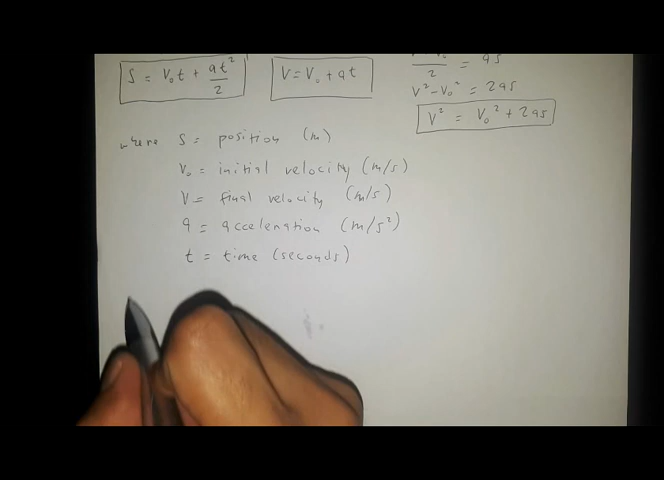 S = V₀t + at²/2
V = V₀ + at
/2 = as
V² - V₀² = 2as
V² = V₀² + 2as
where S = position (m)
V₀ = initial velocity (m/s)
V = final velocity (m/s)
a = acceleration (m/s²)
t = time (seconds)